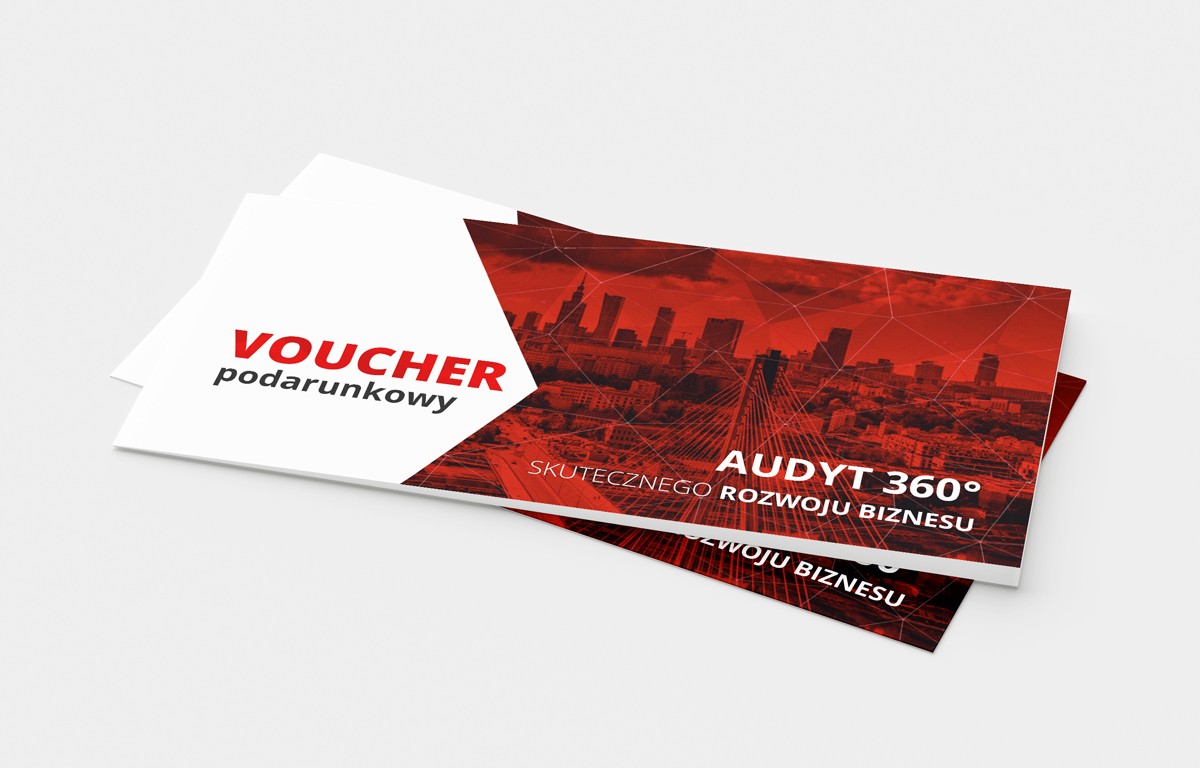 VOUCHER
podarunkowy
AUDYT 360°
SKUTECZNEGO ROZWOJU BIZNESU
ROZWOJU BIZNESU